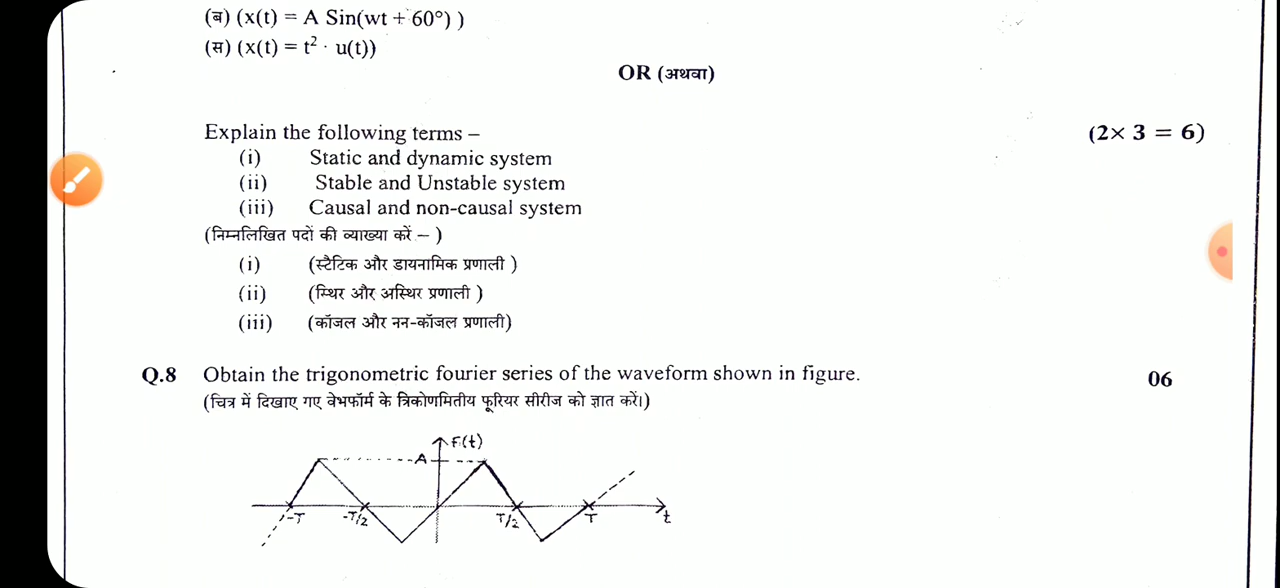 (ब) (x(t) = A Sin(wt + 60°) )
(स) (x(t) = t² · u(t))
OR (अथवा)
Explain the following terms –
(2× 3 = 6)
(i) Static and dynamic system
(ii) Stable and Unstable system
(iii) Causal and non-causal system
(निम्नलिखित पदों की व्याख्या करें – )
(i) (स्टैटिक और डायनामिक प्रणाली )
(ii) (स्थिर और अस्थिर प्रणाली )
(iii) (कॉजल और नन-कॉजल प्रणाली)
Q.8 Obtain the trigonometric fourier series of the waveform shown in figure. 06
(चित्र में दिखाए गए वेभफॉर्म के त्रिकोणमितीय फूरियर सीरीज को ज्ञात करें।)
F(t)
A
-T -T/2 T/2 T t